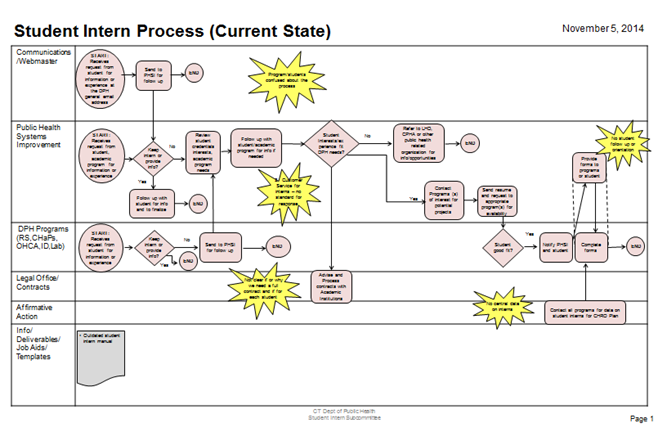 Student Intern Process (Current State)
November 5, 2014
Communications
/Webmaster
START:
Receives
request from
student for
information or
experience at
the DPH
general email
address
Send to
PHSI for
follow up
END
Program/students
confused about the
process
Public Health
Systems
Improvement
START:
Receives
request from
student,
academic
program for
information or
experience
Keep
intern or
provide
info?
No
Yes
Follow up with
student for info
and to finalize
END
Review
student
credentials
interests,
academic
program
needs
Follow up with
student/academic
program for info if
needed
Customer
Service for
interns – no
standard for
response
Student
interests/ex
perience fit
DPH needs?
No
Refer to LHD,
CPHA or other
public health
related
organization for
info/opportunities
END
Yes
Contact
Programs (s)
of interest for
potential
projects
Send resume
and request to
appropriate
program(s) for
availability
No student
follow up or
orientation
Provide
forms to
programs
or student
DPH Programs
(RS,CHaPs,
OHCA,ID,Lab)
START:
Receives
request from
student for
information or
experience
Keep
intern or
provide
info?
No
Yes
END
Send to PHSI
for follow up
END
Student
good fit?
Yes
Notify PHSI
and student
Complete
forms
END
Legal Office/
Contracts
Not clear if or why
we need a full
contract and if for
each student
Advise and
Process
contracts with
Academic
Institutions
Affirmative
Action
No central data
on interns
Contact all programs for data on
student interns for CHRO Plan
Info/
Deliverables/
Job Aids/
Templates
• Outdated student
intern manual
CT Dept of Public Health
Student Intern Subcommittee
Page 1